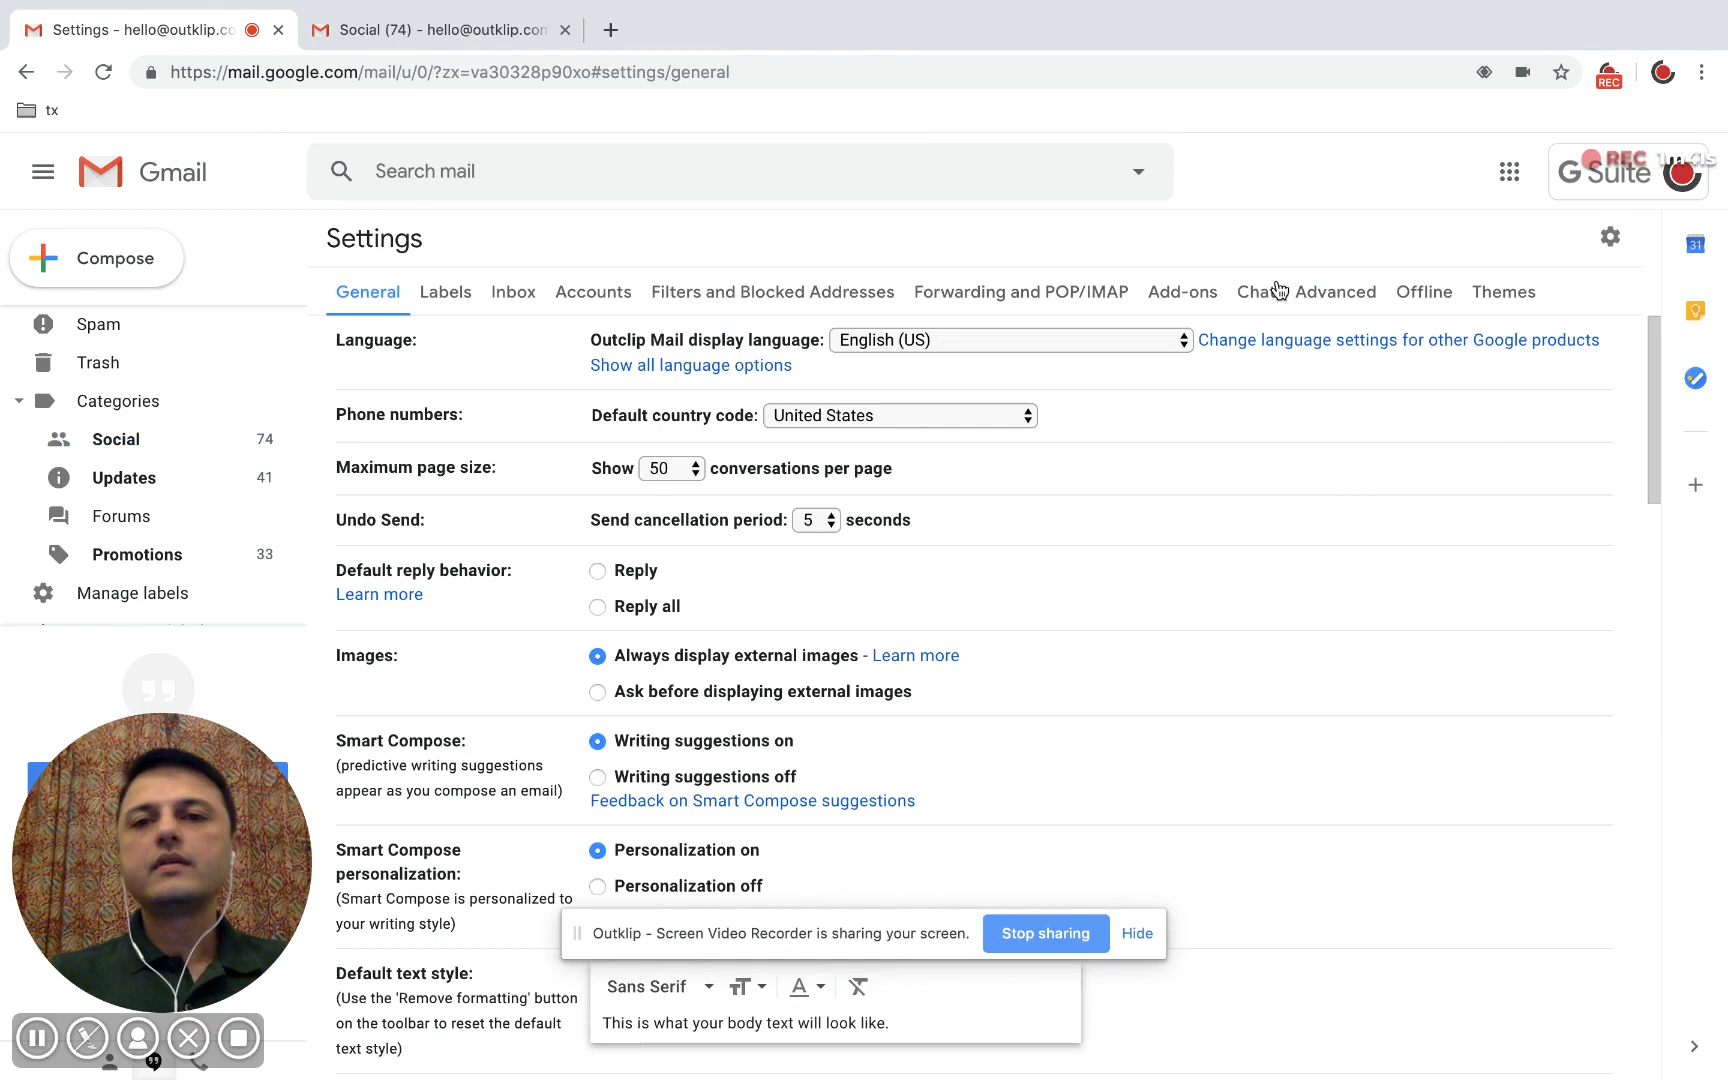 Settings - hello@outklip.co
Social (74) - hello@outklip.com
https://mail.google.com/mail/u/0/?zx=va30328p90xo#settings/general
REC
tx
Gmail
Search mail
G Suite
REC 1m41s
Compose
Settings
31
General Labels Inbox Accounts Filters and Blocked Addresses Forwarding and POP/IMAP Add-ons Chat Advanced Offline Themes
Spam
Trash
Categories
Social 74
Updates 41
Forums
Promotions 33
Manage labels
Language:
Outclip Mail display language: English (US) Change language settings for other Google products
Show all language options
Phone numbers:
Default country code: United States
Maximum page size:
Show 50 conversations per page
Undo Send:
Send cancellation period: 5 seconds
Default reply behavior:
Learn more
Reply
Reply all
Images:
Always display external images - Learn more
Ask before displaying external images
Smart Compose:
(predictive writing suggestions
appear as you compose an email)
Writing suggestions on
Writing suggestions off
Feedback on Smart Compose suggestions
Smart Compose
personalization:
(Smart Compose is personalized to
your writing style)
Personalization on
Personalization off
Outklip - Screen Video Recorder is sharing your screen. Stop sharing Hide
Default text style:
(Use the 'Remove formatting' button
on the toolbar to reset the default
text style)
Sans Serif
This is what your body text will look like.